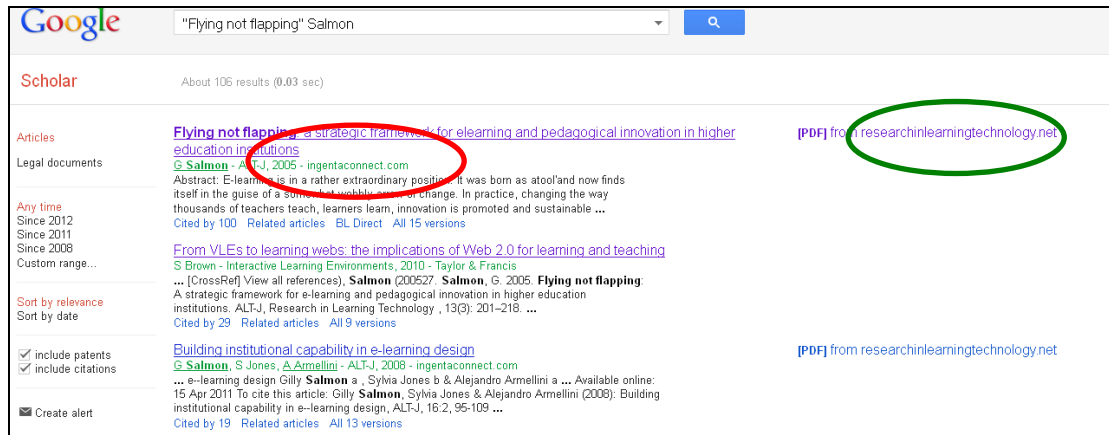 Google
"Flying not flapping" Salmon
Scholar
About 106 results (0.03 sec)
Articles
Legal documents
Any time
Since 2012
Since 2011
Since 2008
Custom range...
Sort by relevance
Sort by date
include patents
include citations
Create alert
Flying not flapping: a strategic framework for elearning and pedagogical innovation in higher
education institutions
G Salmon - ALT-J, 2005 - ingentaconnect.com
Abstract: E-learning is in a rather extraordinary position. It was born as atool'and now finds
itself in the guise of a somewhat wobbly arrow of change. In practice, changing the way
thousands of teachers teach, learners learn, innovation is promoted and sustainable ...
Cited by 100 Related articles BL Direct All 15 versions
[PDF] from researchinlearningtechnology.net
From VLEs to learning webs: the implications of Web 2.0 for learning and teaching
S Brown - Interactive Learning Environments, 2010 - Taylor & Francis
... [CrossRef] View all references), Salmon (200527. Salmon, G. 2005. Flying not flapping:
A strategic framework for e-learning and pedagogical innovation in higher education
institutions. ALT-J, Research in Learning Technology , 13(3): 201–218. ...
Cited by 29 Related articles All 9 versions
Building institutional capability in e-learning design
G Salmon, S Jones, A Armellini - ALT-J, 2008 - ingentaconnect.com
... e--learning design Gilly Salmon a , Sylvia Jones b & Alejandro Armellini a ... Available online:
15 Apr 2011 To cite this article: Gilly Salmon, Sylvia Jones & Alejandro Armellini (2008): Building
institutional capability in e--learning design, ALT-J, 16:2, 95-109 ...
Cited by 19 Related articles All 13 versions
[PDF] from researchinlearningtechnology.net